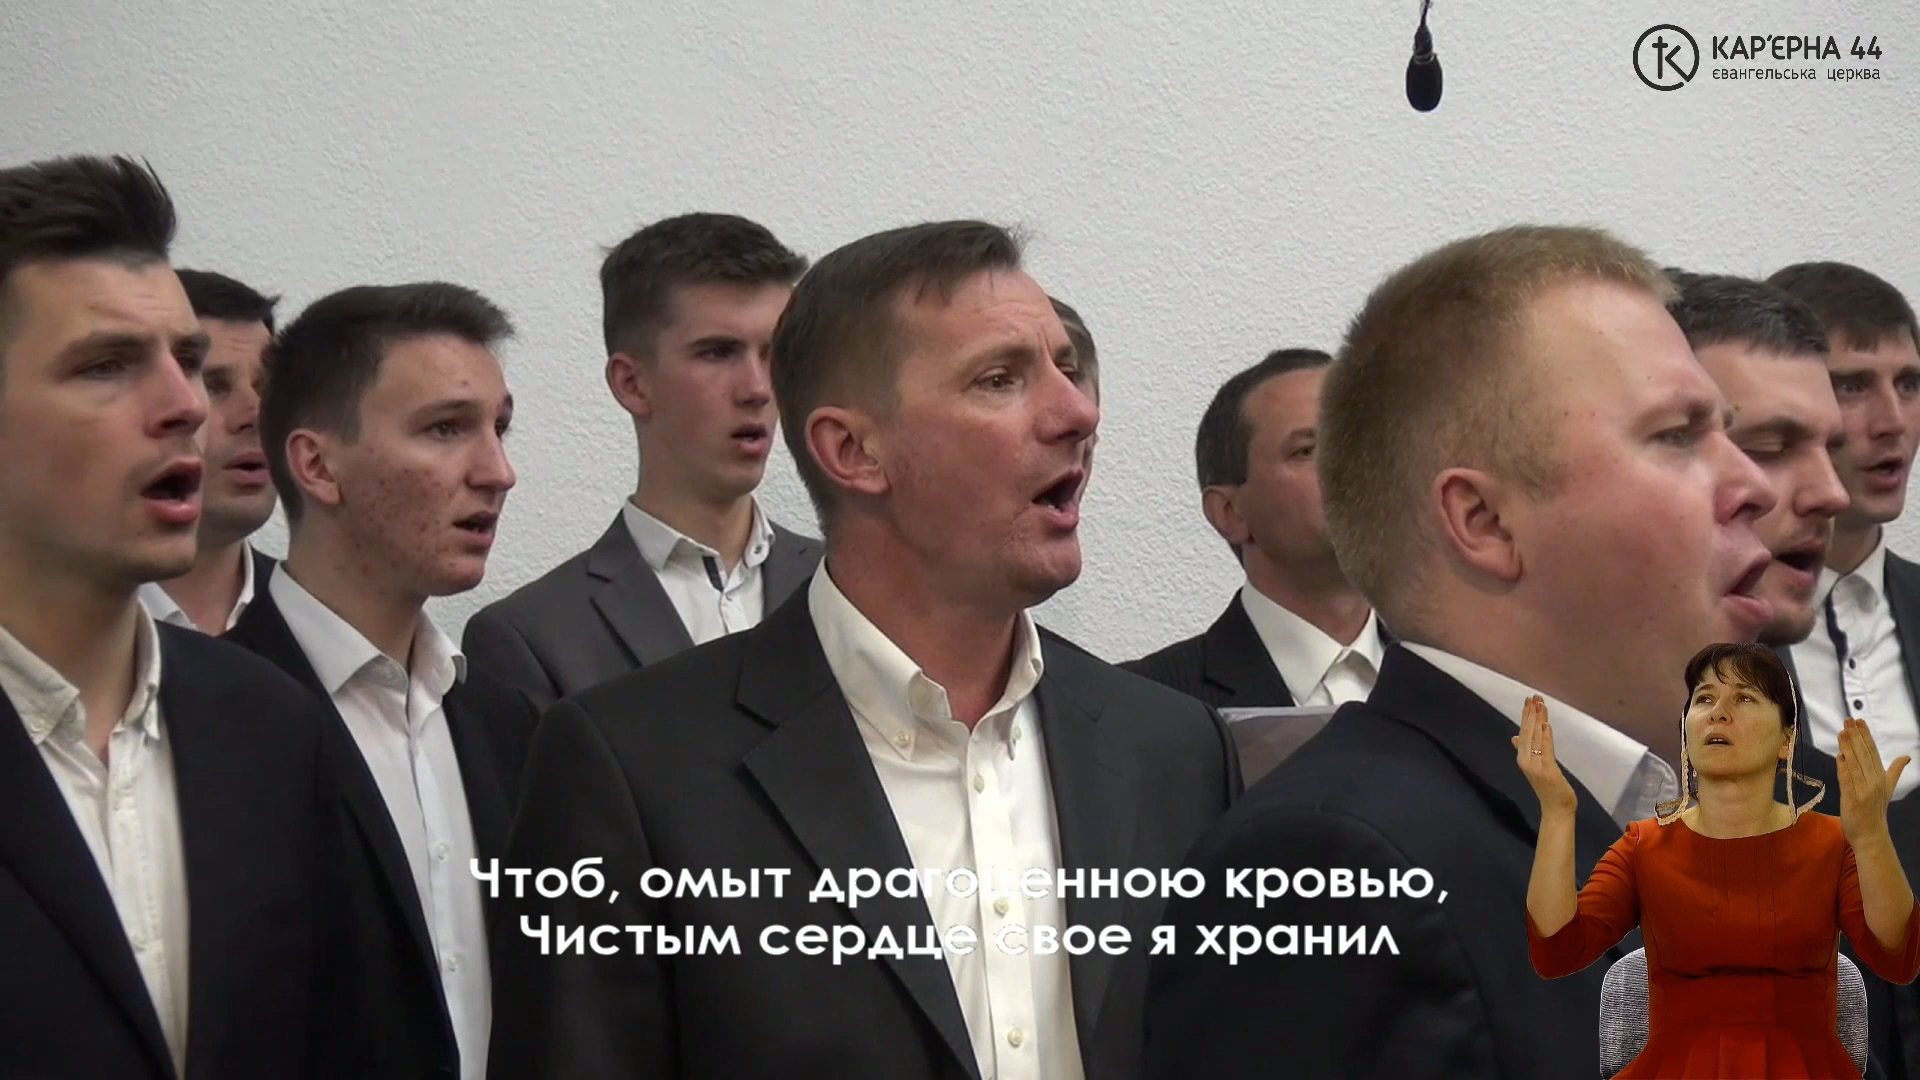 КАР'ЄРНА 44
євангельська церква
Чтоб, омыт драгоценною кровью,
Чистым сердце свое я хранил